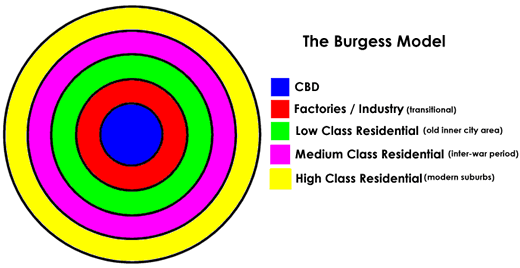 The Burgess Model
CBD
Factories / Industry (transitional)
Low Class Residential (old inner city area)
Medium Class Residential (inter-war period)
High Class Residential (modern suburbs)